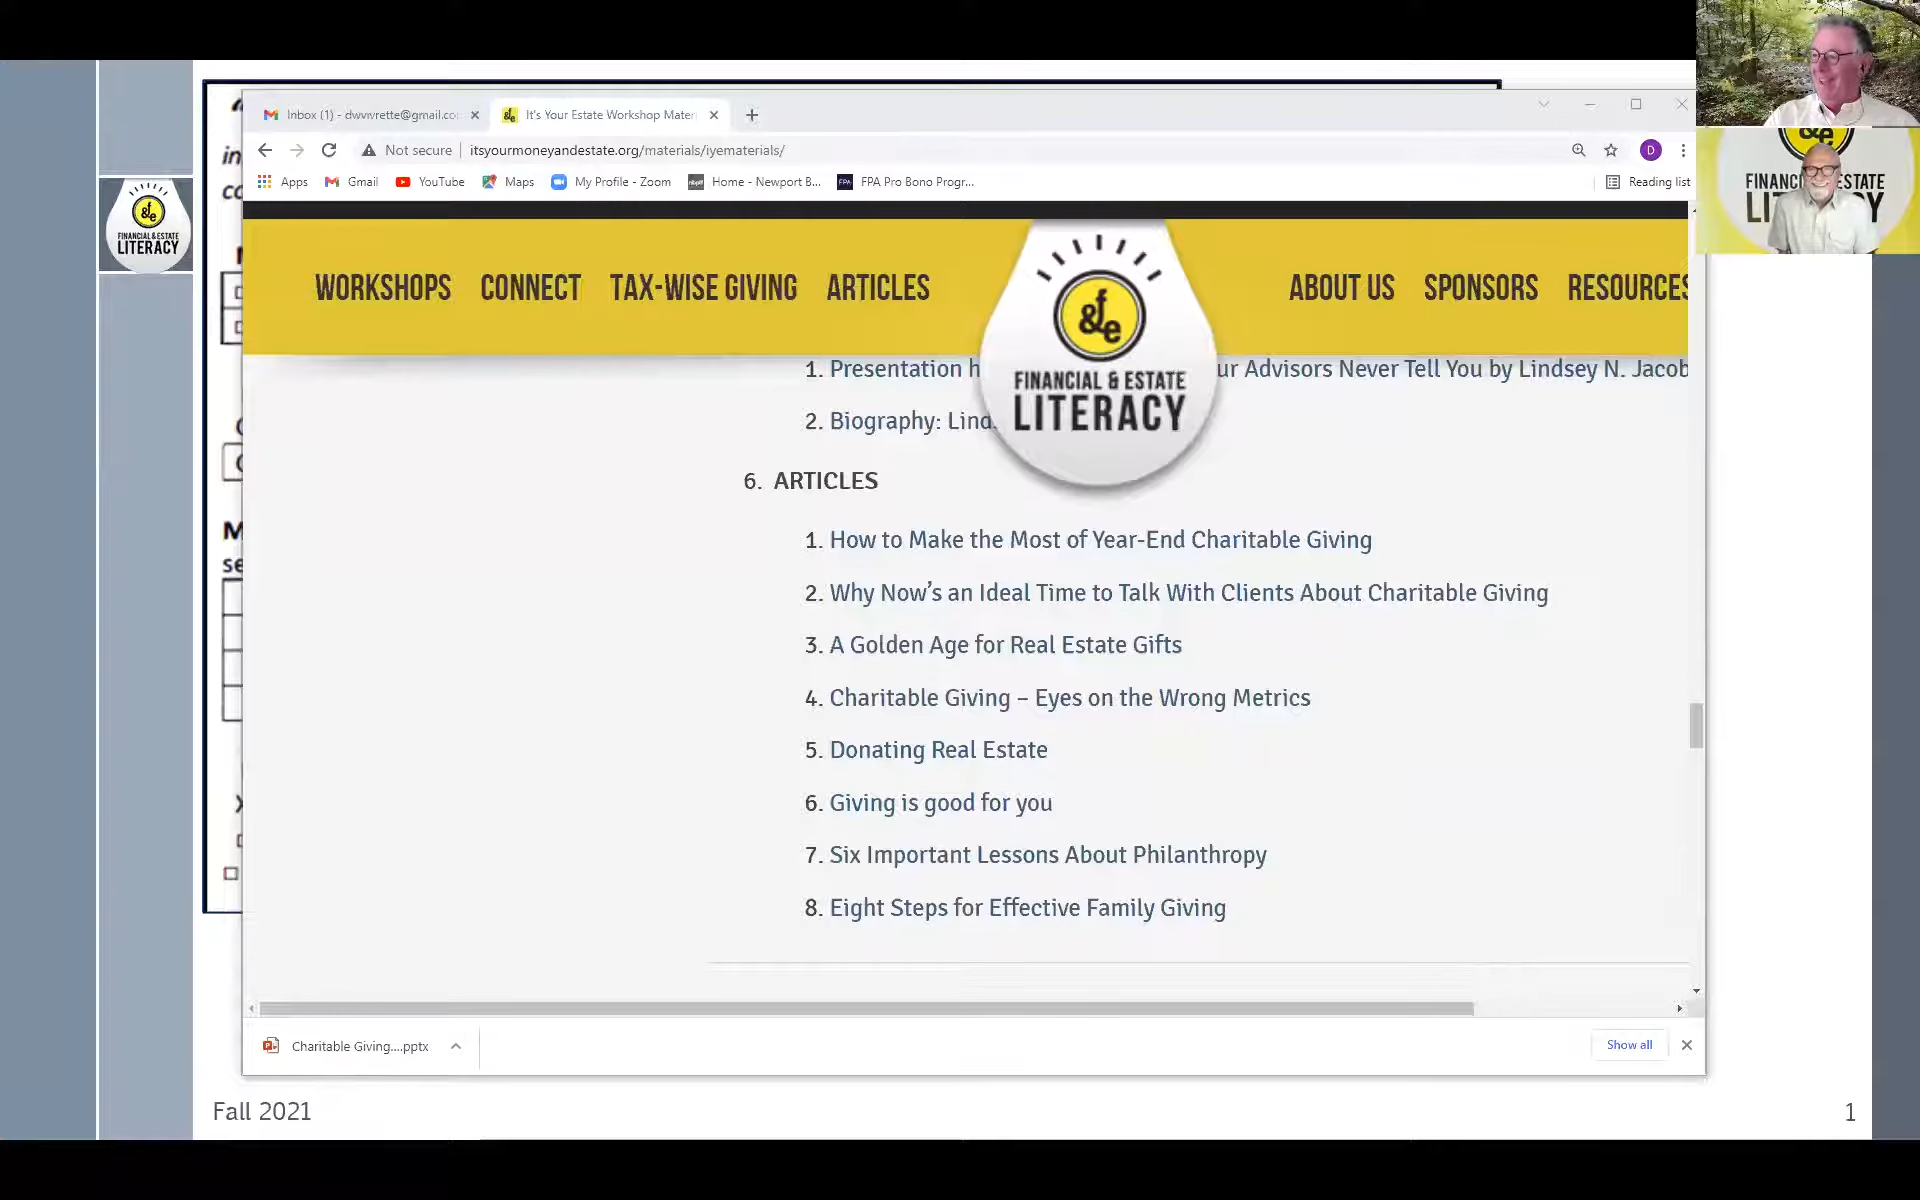 Inbox (1) - dwvivrette@gmail.co
It's Your Estate Workshop Mater
Not secure
itsyourmoneyandestate.org/materials/iyematerials/
Apps
Gmail
YouTube
Maps
My Profile - Zoom
Home - Newport B...
FPA Pro Bono Progr...
Reading list
FINANCIAL & ESTATE
LITERACY
WORKSHOPS
CONNECT
TAX-WISE GIVING
ARTICLES
ABOUT US
SPONSORS
RESOURCES
&fe
FINANCIAL & ESTATE
LITERACY
1. Presentation h
ur Advisors Never Tell You by Lindsey N. Jacob
2. Biography: Lind
6. ARTICLES
1. How to Make the Most of Year-End Charitable Giving
2. Why Now's an Ideal Time to Talk With Clients About Charitable Giving
3. A Golden Age for Real Estate Gifts
4. Charitable Giving – Eyes on the Wrong Metrics
5. Donating Real Estate
6. Giving is good for you
7. Six Important Lessons About Philanthropy
8. Eight Steps for Effective Family Giving
Charitable Giving....pptx
Show all
Fall 2021
1